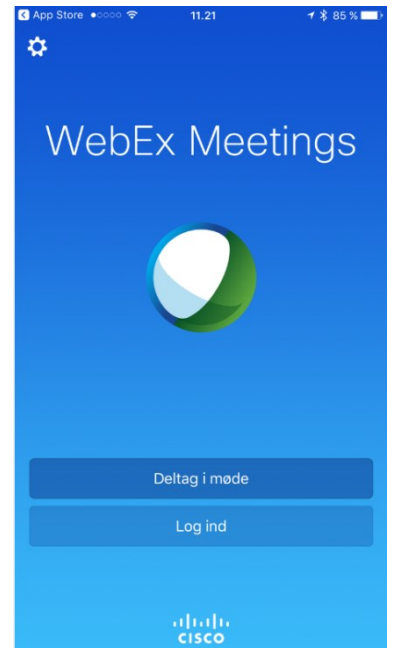 App Store 11.21 85 %
WebEx Meetings
Deltag i møde
Log ind
CISCO